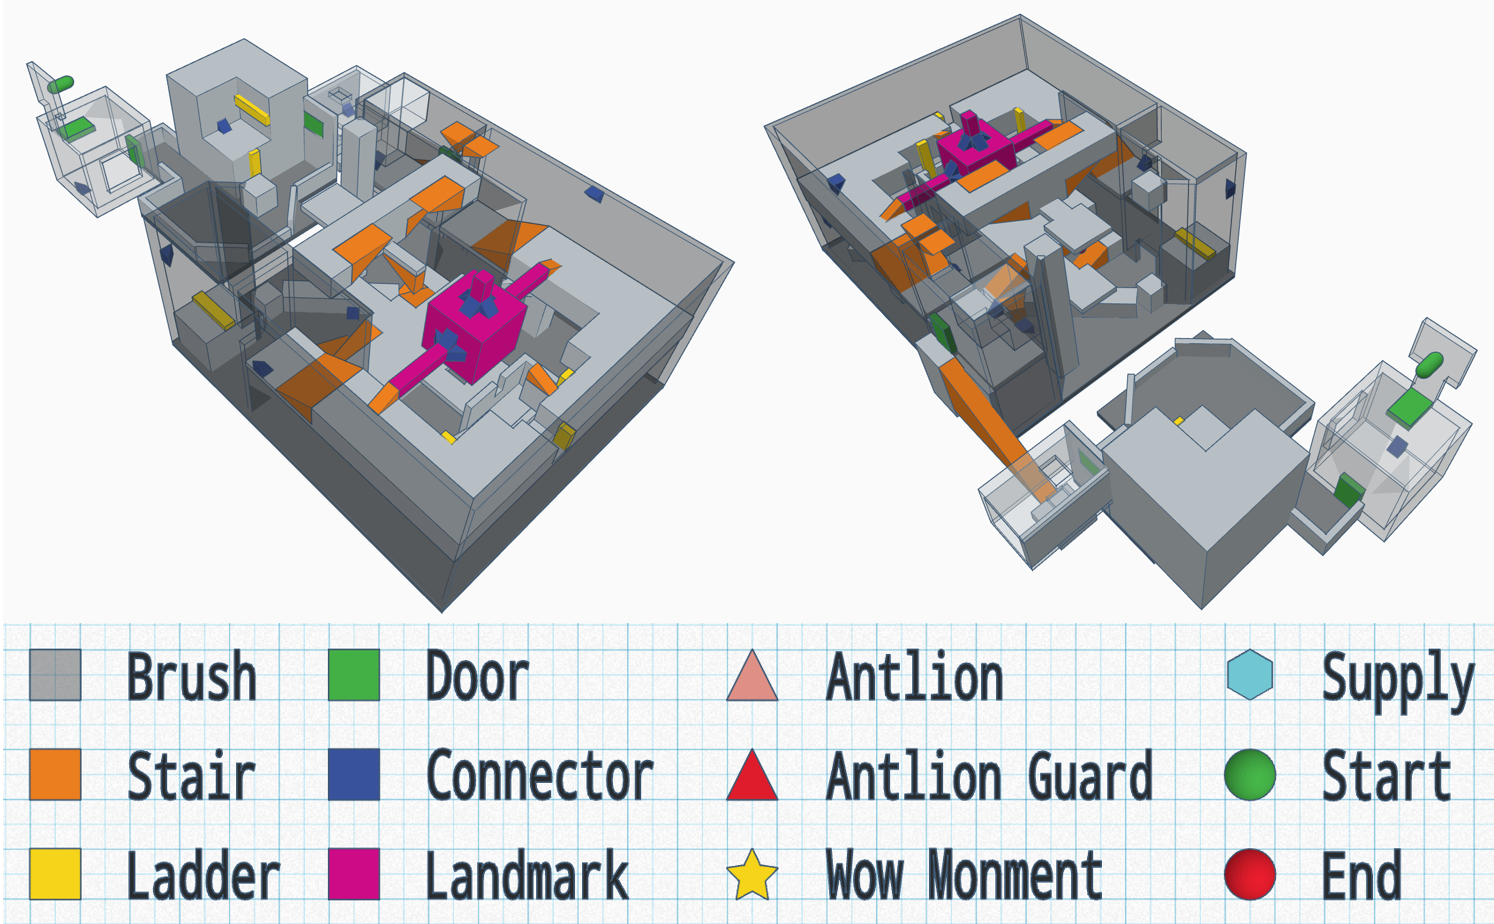 Brush
Door
Antlion
Supply
Stair
Connector
Antlion Guard
Start
Ladder
Landmark
Wow Monment
End